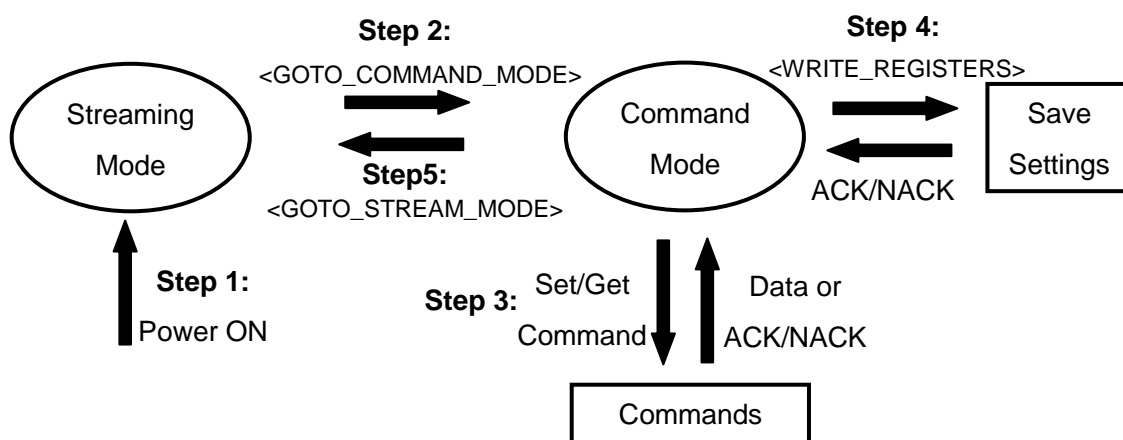 Step 2:
<GOTO_COMMAND_MODE>
Step 4:
<WRITE_REGISTERS>
Streaming
Mode
Command
Mode
Save
Settings
Step5:
<GOTO_STREAM_MODE>
ACK/NACK
Step 1:
Power ON
Step 3:
Set/Get
Command
Data or
ACK/NACK
Commands